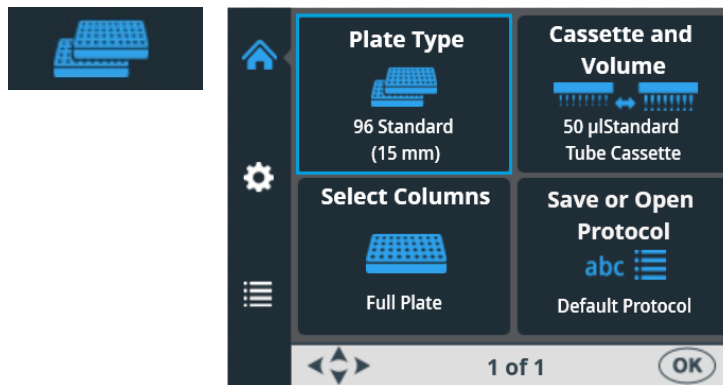 Plate Type
96 Standard
(15 mm)
Cassette and
Volume
50 µlStandard
Tube Cassette
Select Columns
Full Plate
Save or Open
Protocol
abc
Default Protocol
1 of 1
OK